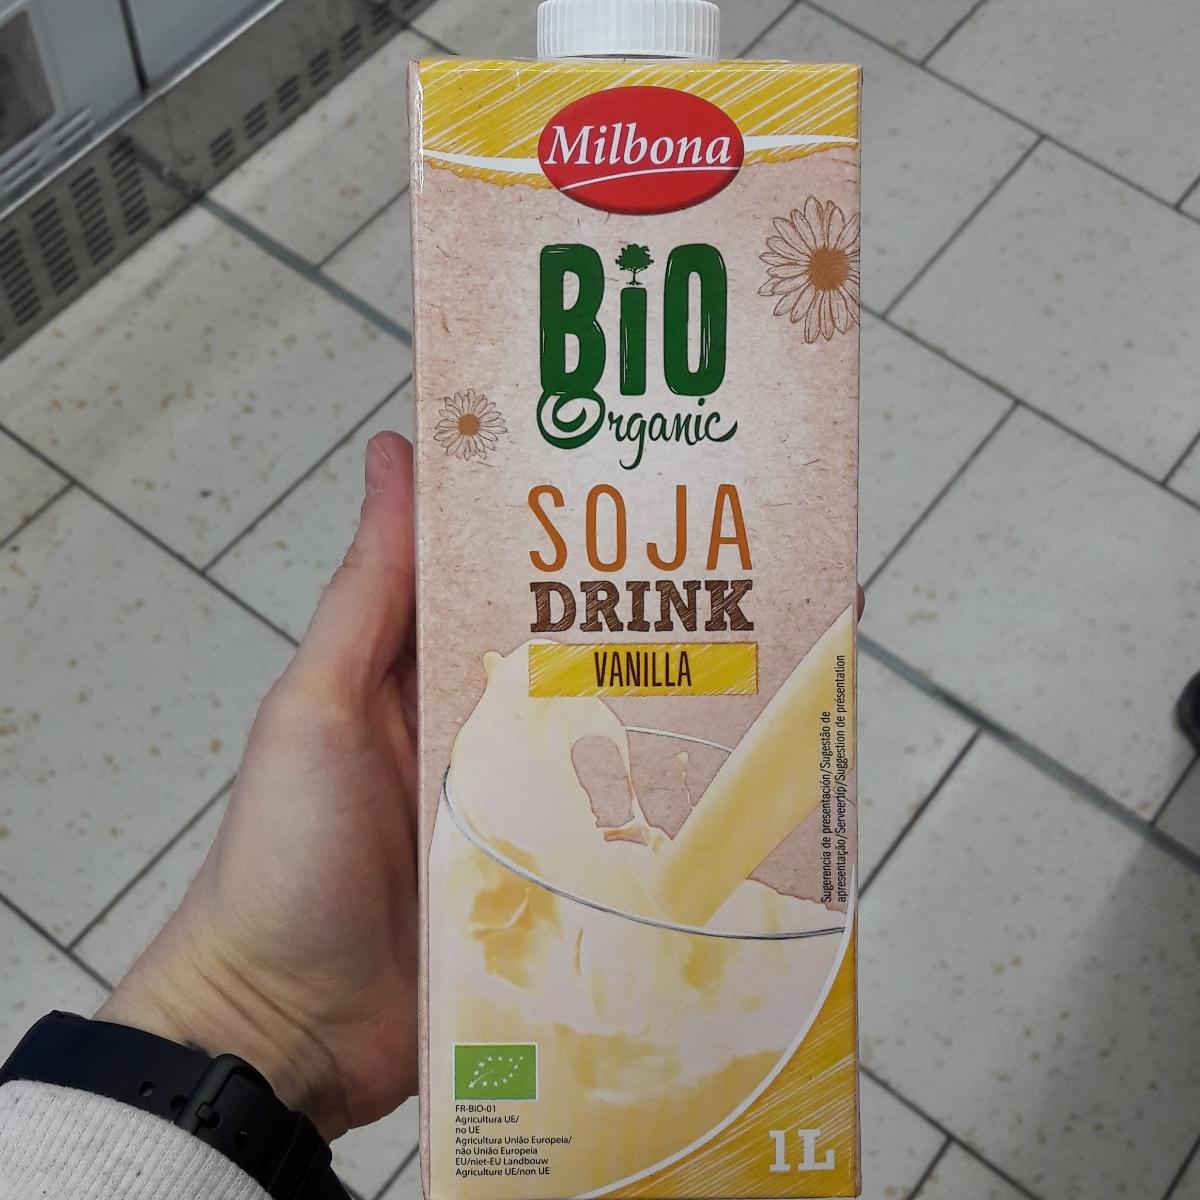 Milbona
BiO
Organic
SOJA
DRINK
VANILLA
Sugerencia de presentación/Sugestão de
apresentação/Serveertip/Suggestion de présentation
FR-BIO-01
Agricultura UE/
no UE
Agricultura União Europeia/
não União Europeia
EU/niet-EU Landbouw
Agriculture UE/non UE
1L